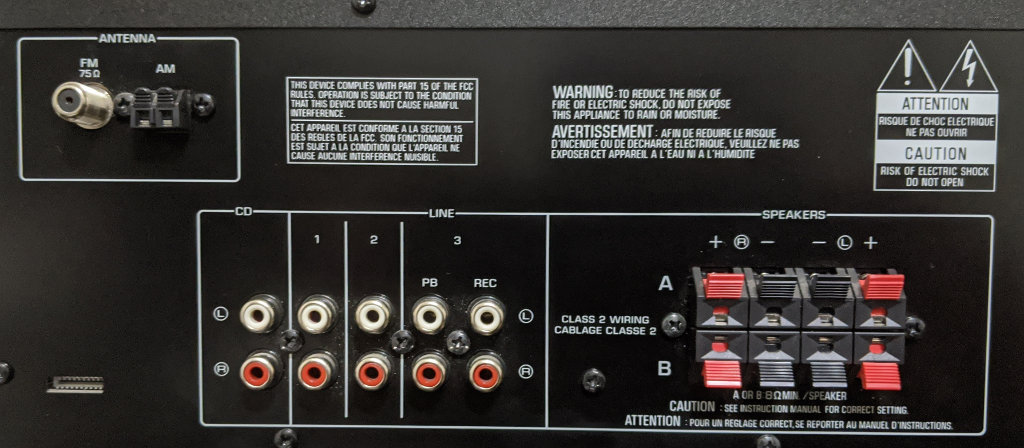 ANTENNA
FM
75Ω
AM
THIS DEVICE COMPLIES WITH PART 15 OF THE FCC
RULES. OPERATION IS SUBJECT TO THE CONDITION
THAT THIS DEVICE DOES NOT CAUSE HARMFUL
INTERFERENCE.
CET APPAREIL EST CONFORME A LA SECTION 15
DES REGLES DE LA FCC. SON FONCTIONNEMENT
EST SUJET A LA CONDITION QUE L'APPAREIL NE
CAUSE AUCUNE INTERFERENCE NUISIBLE.
WARNING: TO REDUCE THE RISK OF
FIRE OR ELECTRIC SHOCK, DO NOT EXPOSE
THIS APPLIANCE TO RAIN OR MOISTURE.
AVERTISSEMENT : AFIN DE REDUIRE LE RISQUE
D'INCENDIE OU DE DECHARGE ELECTRIQUE, VEUILLEZ NE PAS
EXPOSER CET APPAREIL A L'EAU NI A L'HUMIDITE
ATTENTION
RISQUE DE CHOC ELECTRIQUE
NE PAS OUVRIR
CAUTION
RISK OF ELECTRIC SHOCK
DO NOT OPEN
CD
LINE
1 2 3
PB REC
L L
R R
SPEAKERS
+ R − − L +
A
CLASS 2 WIRING
CABLAGE CLASSE 2
B
A OR B 8Ω MIN. /SPEAKER
CAUTION : SEE INSTRUCTION MANUAL FOR CORRECT SETTING.
ATTENTION : POUR UN REGLAGE CORRECT, SE REPORTER AU MANUEL D'INSTRUCTIONS.